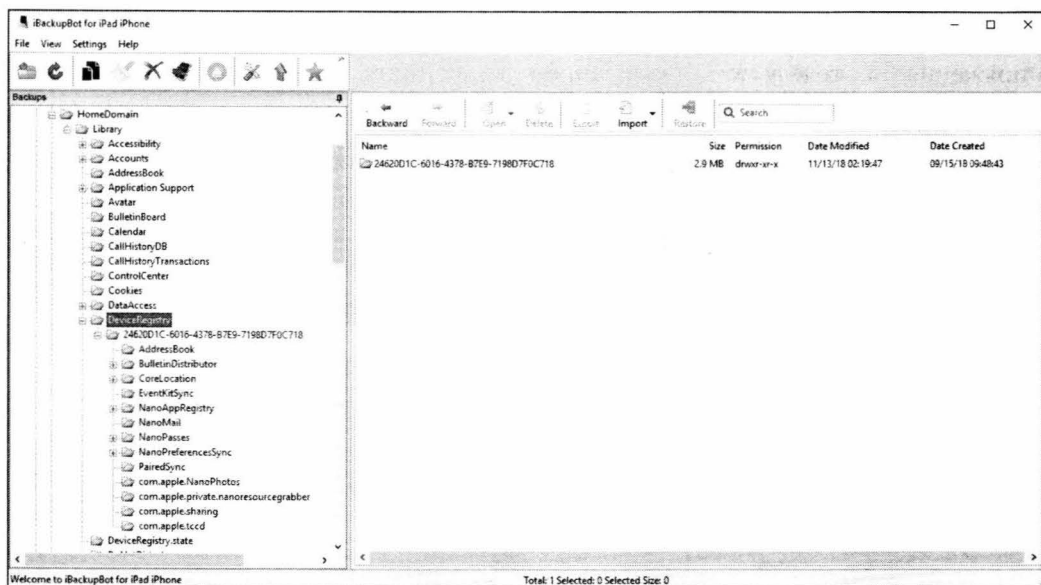 iBackupBot for iPad iPhone
File View Settings Help
Backups
HomeDomain
Library
Accessibility
Accounts
AddressBook
Application Support
Avatar
BulletinBoard
Calendar
CallHistoryDB
CallHistoryTransactions
ControlCenter
Cookies
DataAccess
DeviceRegistry
24620D1C-6016-4378-B7E9-7198D7F0C718
AddressBook
BulletinDistributor
CoreLocation
EventKitSync
NanoAppRegistry
NanoMail
NanoPasses
NanoPreferencesSync
PairedSync
com.apple.NanoPhotos
com.apple.private.nanoresourcegrabber
com.apple.sharing
com.apple.tccd
DeviceRegistry.state
Backward Forward Open Delete Export Import Restore Search
Name Size Permission Date Modified Date Created
24620D1C-6016-4378-B7E9-7198D7F0C718 2.9 MB drwxr-xr-x 11/13/18 02:19:47 09/15/18 09:48:43
Welcome to iBackupBot for iPad iPhone Total: 1 Selected: 0 Selected Size: 0